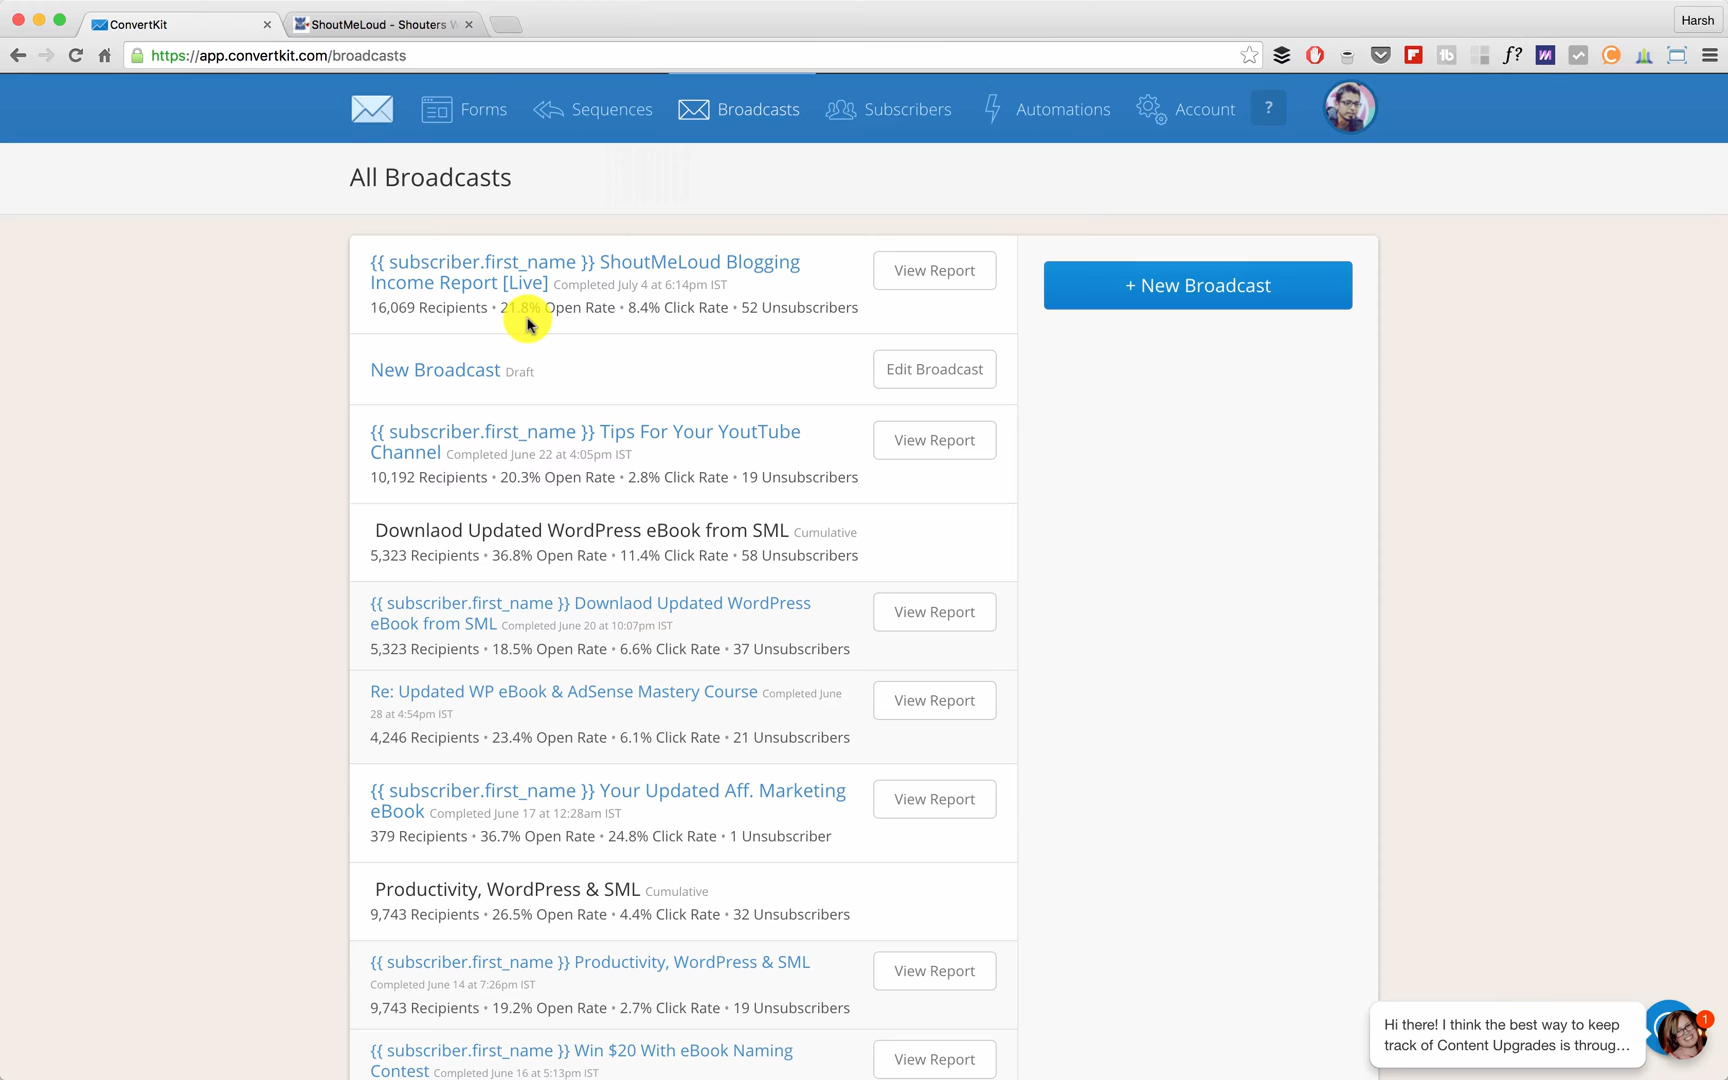 ConvertKit
ShoutMeLoud - Shouters W
Harsh
https://app.convertkit.com/broadcasts
Forms
Sequences
Broadcasts
Subscribers
Automations
Account
?
All Broadcasts
{{ subscriber.first_name }} ShoutMeLoud Blogging
Income Report [Live] Completed July 4 at 6:14pm IST
16,069 Recipients • 21.8% Open Rate • 8.4% Click Rate • 52 Unsubscribers
View Report
+ New Broadcast
New Broadcast Draft
Edit Broadcast
{{ subscriber.first_name }} Tips For Your YoutTube
Channel Completed June 22 at 4:05pm IST
10,192 Recipients • 20.3% Open Rate • 2.8% Click Rate • 19 Unsubscribers
View Report
Downlaod Updated WordPress eBook from SML Cumulative
5,323 Recipients • 36.8% Open Rate • 11.4% Click Rate • 58 Unsubscribers
{{ subscriber.first_name }} Downlaod Updated WordPress
eBook from SML Completed June 20 at 10:07pm IST
5,323 Recipients • 18.5% Open Rate • 6.6% Click Rate • 37 Unsubscribers
View Report
Re: Updated WP eBook & AdSense Mastery Course Completed June
28 at 4:54pm IST
4,246 Recipients • 23.4% Open Rate • 6.1% Click Rate • 21 Unsubscribers
View Report
{{ subscriber.first_name }} Your Updated Aff. Marketing
eBook Completed June 17 at 12:28am IST
379 Recipients • 36.7% Open Rate • 24.8% Click Rate • 1 Unsubscriber
View Report
Productivity, WordPress & SML Cumulative
9,743 Recipients • 26.5% Open Rate • 4.4% Click Rate • 32 Unsubscribers
{{ subscriber.first_name }} Productivity, WordPress & SML
Completed June 14 at 7:26pm IST
9,743 Recipients • 19.2% Open Rate • 2.7% Click Rate • 19 Unsubscribers
View Report
{{ subscriber.first_name }} Win $20 With eBook Naming
Contest Completed June 16 at 5:13pm IST
View Report
Hi there! I think the best way to keep
track of Content Upgrades is throug...
1